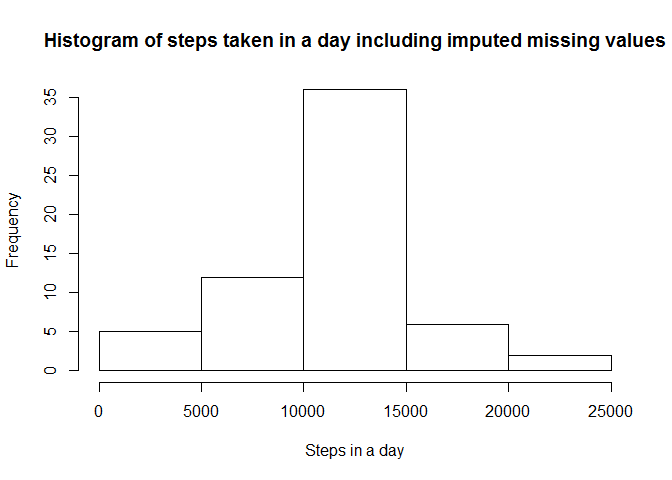 Histogram of steps taken in a day including imputed missing values
Frequency
35
30
25
20
15
10
5
0
0 5000 10000 15000 20000 25000
Steps in a day